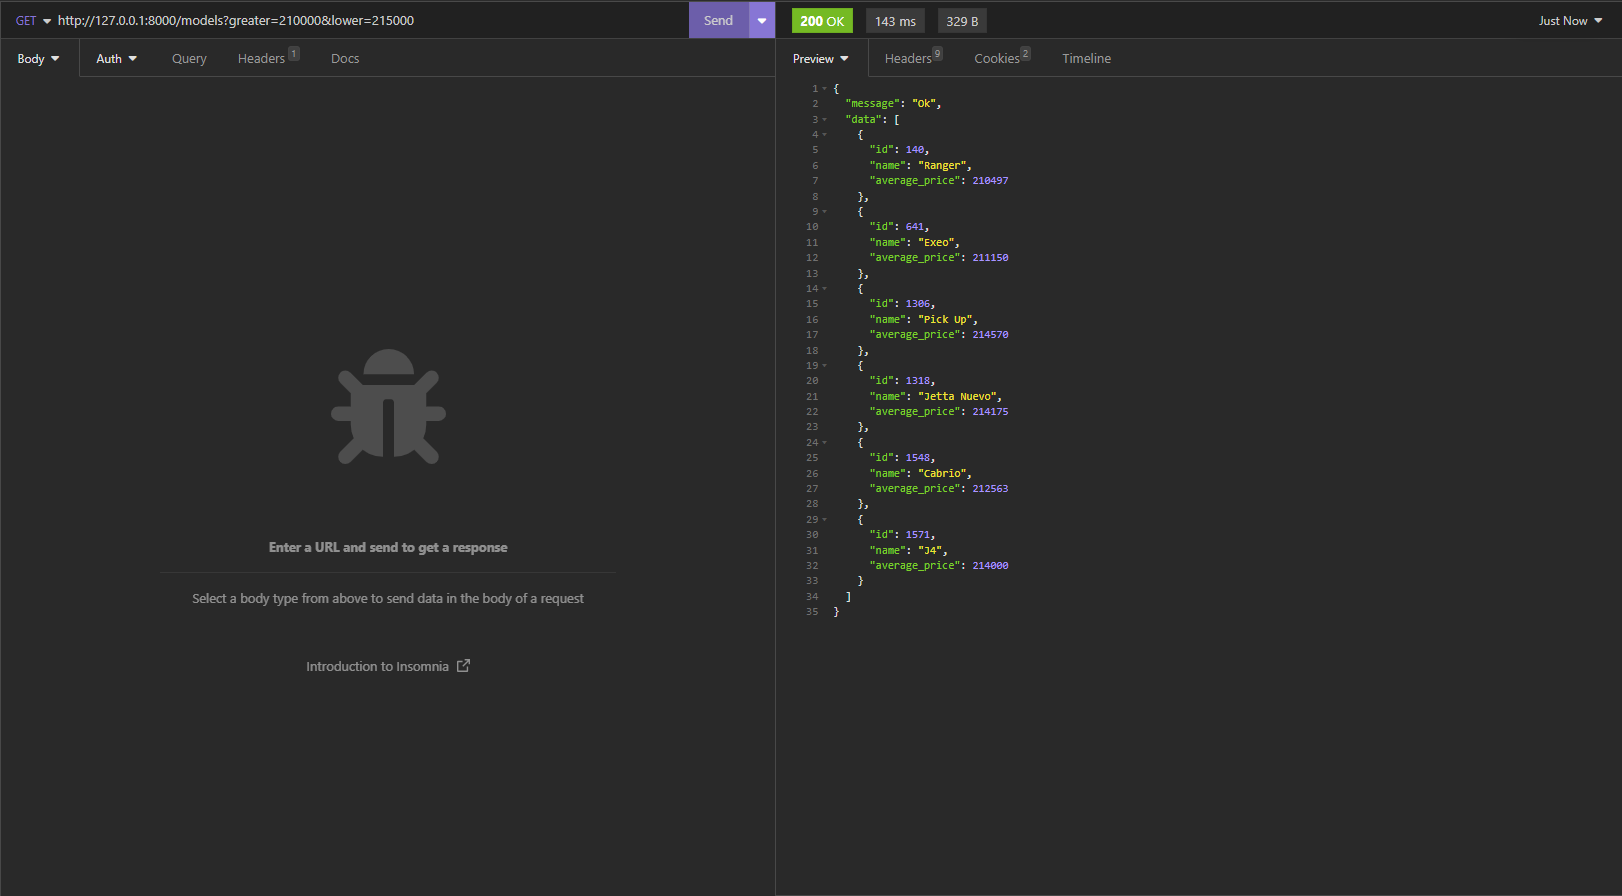 GET http://127.0.0.1:8000/models?greater=210000&lower=215000 Send
200 OK 143 ms 329 B Just Now
Body Auth Query Headers 1 Docs
Preview Headers 9 Cookies 2 Timeline
Enter a URL and send to get a response
Select a body type from above to send data in the body of a request
Introduction to Insomnia
1 {
2 "message": "Ok",
3 "data": [
4 {
5 "id": 140,
6 "name": "Ranger",
7 "average_price": 210497
8 },
9 {
10 "id": 641,
11 "name": "Exeo",
12 "average_price": 211150
13 },
14 {
15 "id": 1306,
16 "name": "Pick Up",
17 "average_price": 214570
18 },
19 {
20 "id": 1318,
21 "name": "Jetta Nuevo",
22 "average_price": 214175
23 },
24 {
25 "id": 1548,
26 "name": "Cabrio",
27 "average_price": 212563
28 },
29 {
30 "id": 1571,
31 "name": "J4",
32 "average_price": 214000
33 }
34 ]
35 }